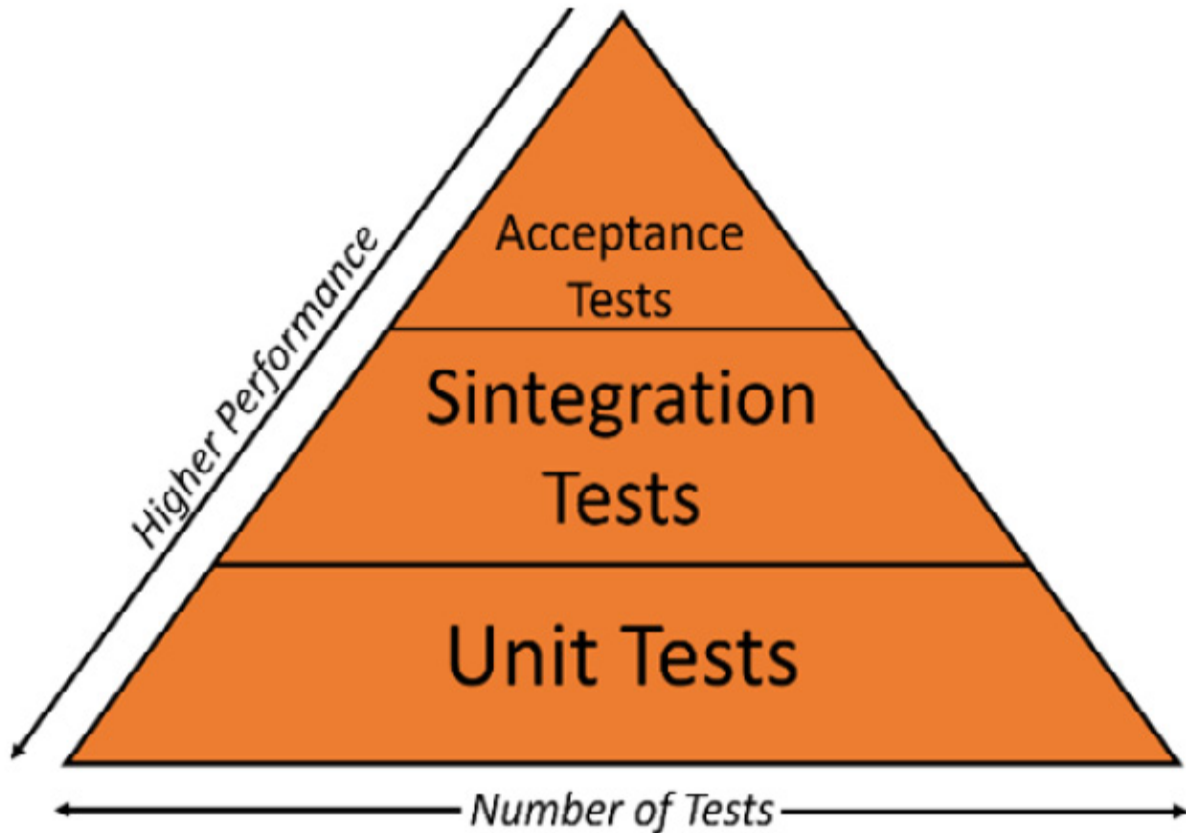 Acceptance
Tests
Higher Performance
Sintegration
Tests
Unit Tests
Number of Tests